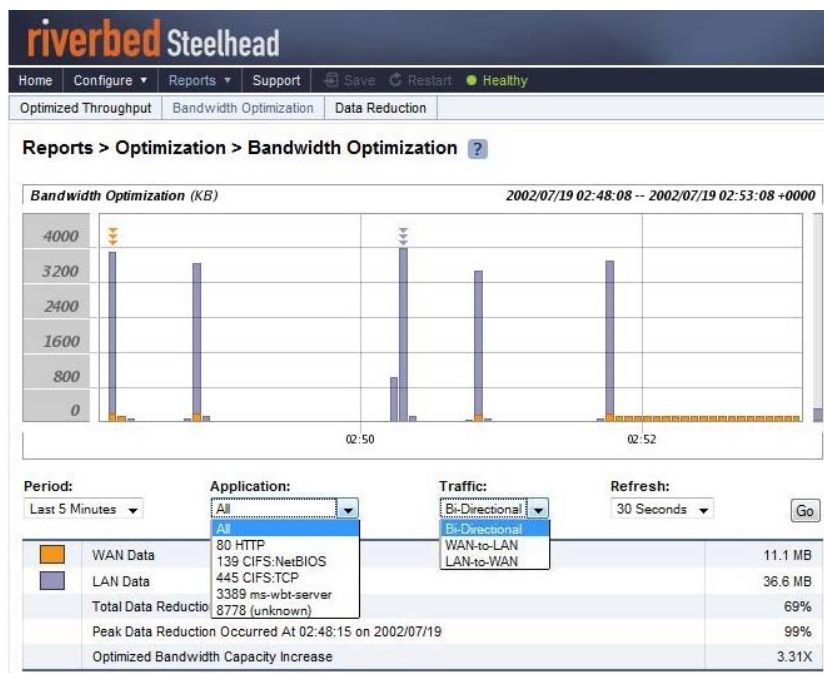 riverbed Steelhead
Home Configure ▾ Reports ▾ Support Save Restart Healthy
Optimized Throughput Bandwidth Optimization Data Reduction
Reports > Optimization > Bandwidth Optimization ?
Bandwidth Optimization (KB) 2002/07/19 02:48:08 -- 2002/07/19 02:53:08 +0000
4000
3200
2400
1600
800
0
02:50 02:52
Period: Application: Traffic: Refresh:
Last 5 Minutes All Bi-Directional 30 Seconds Go
All Bi-Directional
80 HTTP WAN-to-LAN
139 CIFS:NetBIOS LAN-to-WAN
445 CIFS:TCP
3389 ms-wbt-server
8778 (unknown)
WAN Data 11.1 MB
LAN Data 36.6 MB
Total Data Reductio 69%
Peak Data Reduction Occurred At 02:48:15 on 2002/07/19 99%
Optimized Bandwidth Capacity Increase 3.31X